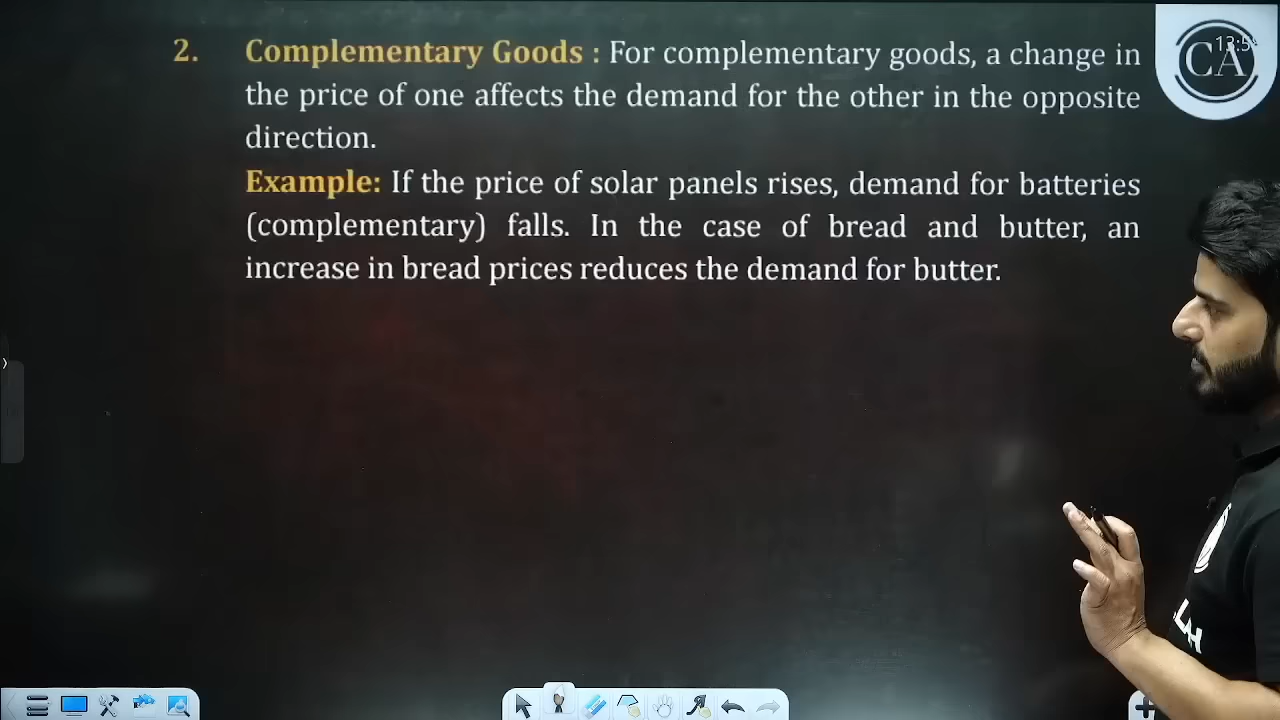 2. Complementary Goods : For complementary goods, a change in
the price of one affects the demand for the other in the opposite
direction.
Example: If the price of solar panels rises, demand for batteries
(complementary) falls. In the case of bread and butter, an
increase in bread prices reduces the demand for butter.
CA
LAH